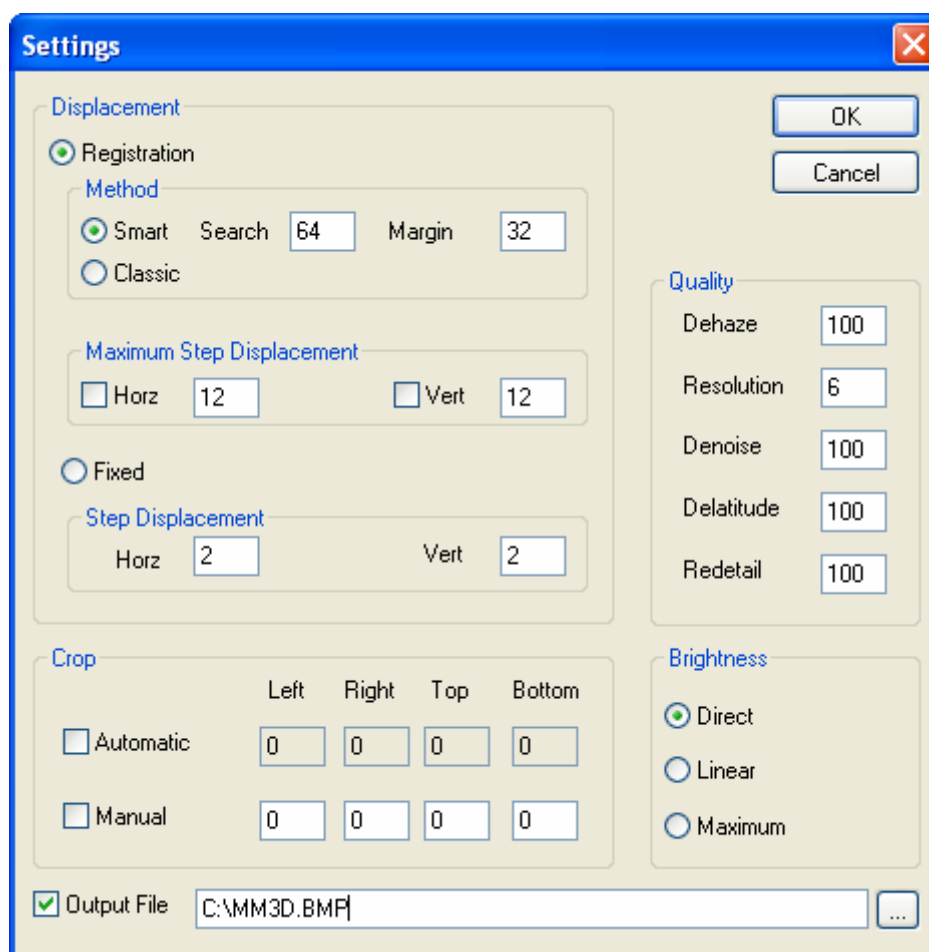 Settings
Displacement
OK
Registration
Cancel
Method
Smart Search 64 Margin 32
Classic
Quality
Dehaze 100
Maximum Step Displacement
Horz 12 Vert 12
Resolution 6
Denoise 100
Fixed
Step Displacement
Horz 2 Vert 2
Delatitude 100
Redetail 100
Crop
Left Right Top Bottom
Automatic 0 0 0 0
Manual 0 0 0 0
Brightness
Direct
Linear
Maximum
Output File C:\MM3D.BMP ...